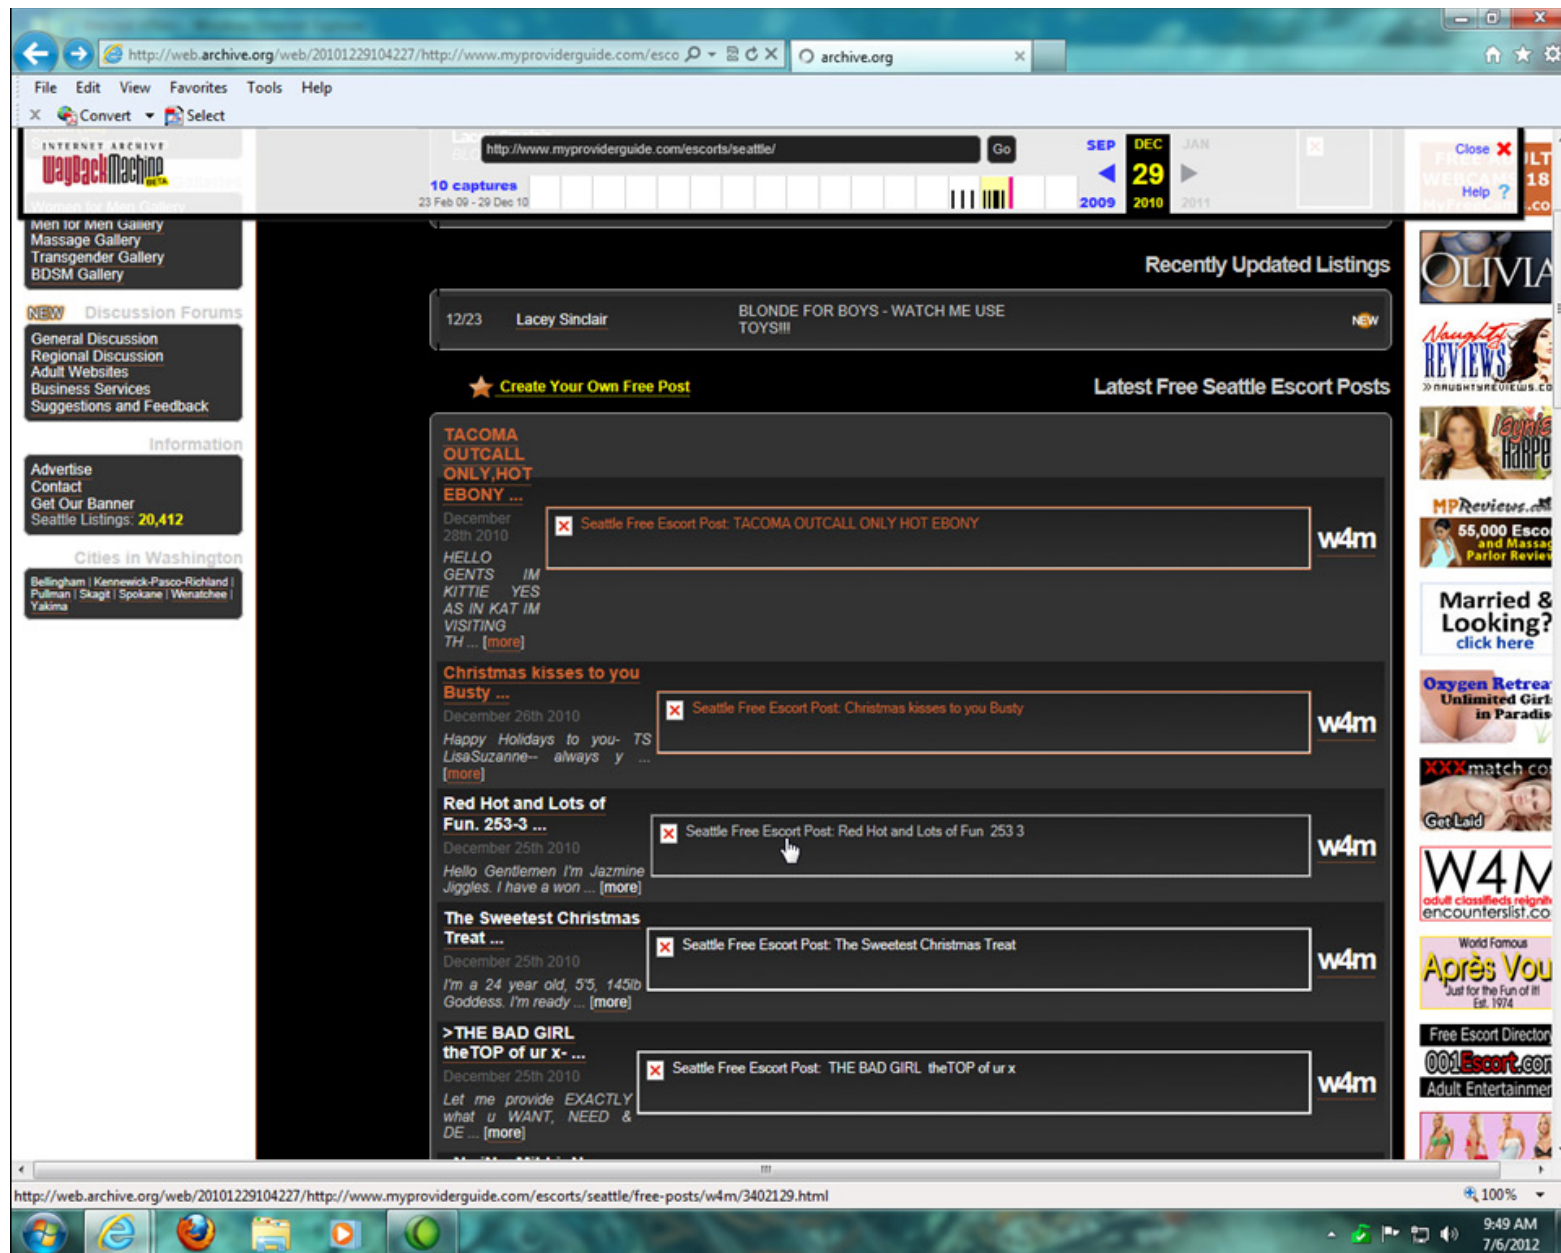 http://web.archive.org/web/20101229104227/http://www.myproviderguide.com/esco
archive.org
File Edit View Favorites Tools Help
Convert Select
INTERNET ARCHIVE
WayBackMachine
BETA
http://www.myproviderguide.com/escorts/seattle/
Go
10 captures
23 Feb 09 - 29 Dec 10
SEP DEC JAN
29
2009 2010 2011
Close
Help ?
Women for Men Gallery
Men for Men Gallery
Massage Gallery
Transgender Gallery
BDSM Gallery
NEW Discussion Forums
General Discussion
Regional Discussion
Adult Websites
Business Services
Suggestions and Feedback
Information
Advertise
Contact
Get Our Banner
Seattle Listings: 20,412
Cities in Washington
Bellingham | Kennewick-Pasco-Richland |
Pullman | Skagit | Spokane | Wenatchee |
Yakima
Recently Updated Listings
12/23 Lacey Sinclair BLONDE FOR BOYS - WATCH ME USE
TOYS!!!
NEW
Create Your Own Free Post
Latest Free Seattle Escort Posts
TACOMA
OUTCALL
ONLY,HOT
EBONY ...
December
28th 2010
HELLO
GENTS IM
KITTIE YES
AS IN KAT IM
VISITING
TH ... [more]
Seattle Free Escort Post: TACOMA OUTCALL ONLY HOT EBONY
w4m
Christmas kisses to you
Busty ...
December 26th 2010
Happy Holidays to you- TS
LisaSuzanne-- always y ...
[more]
Seattle Free Escort Post: Christmas kisses to you Busty
w4m
Red Hot and Lots of
Fun. 253-3 ...
December 25th 2010
Hello Gentlemen I'm Jazmine
Jiggles. I have a won ... [more]
Seattle Free Escort Post: Red Hot and Lots of Fun 253 3
w4m
The Sweetest Christmas
Treat ...
December 25th 2010
I'm a 24 year old, 5'5, 145lb
Goddess. I'm ready ... [more]
Seattle Free Escort Post: The Sweetest Christmas Treat
w4m
>THE BAD GIRL
theTOP of ur x- ...
December 25th 2010
Let me provide EXACTLY
what u WANT, NEED &
DE ... [more]
Seattle Free Escort Post: THE BAD GIRL theTOP of ur x
w4m
OLIVIA
Naughty
REVIEWS
HARPE
MPReviews.
55,000 Escor
and Massag
Parlor Review
Married &
Looking?
click here
Oxygen Retrea
Unlimited Girl
in Paradis
XXXmatch.co
Get Laid
W4M
adult classifieds reignit
encounterslist.co
World Famous
Après Vou
Just for the Fun of it!
Est. 1974
Free Escort Director
001Escort.com
Adult Entertainmen
http://web.archive.org/web/20101229104227/http://www.myproviderguide.com/escorts/seattle/free-posts/w4m/3402129.html
100%
9:49 AM
7/6/2012